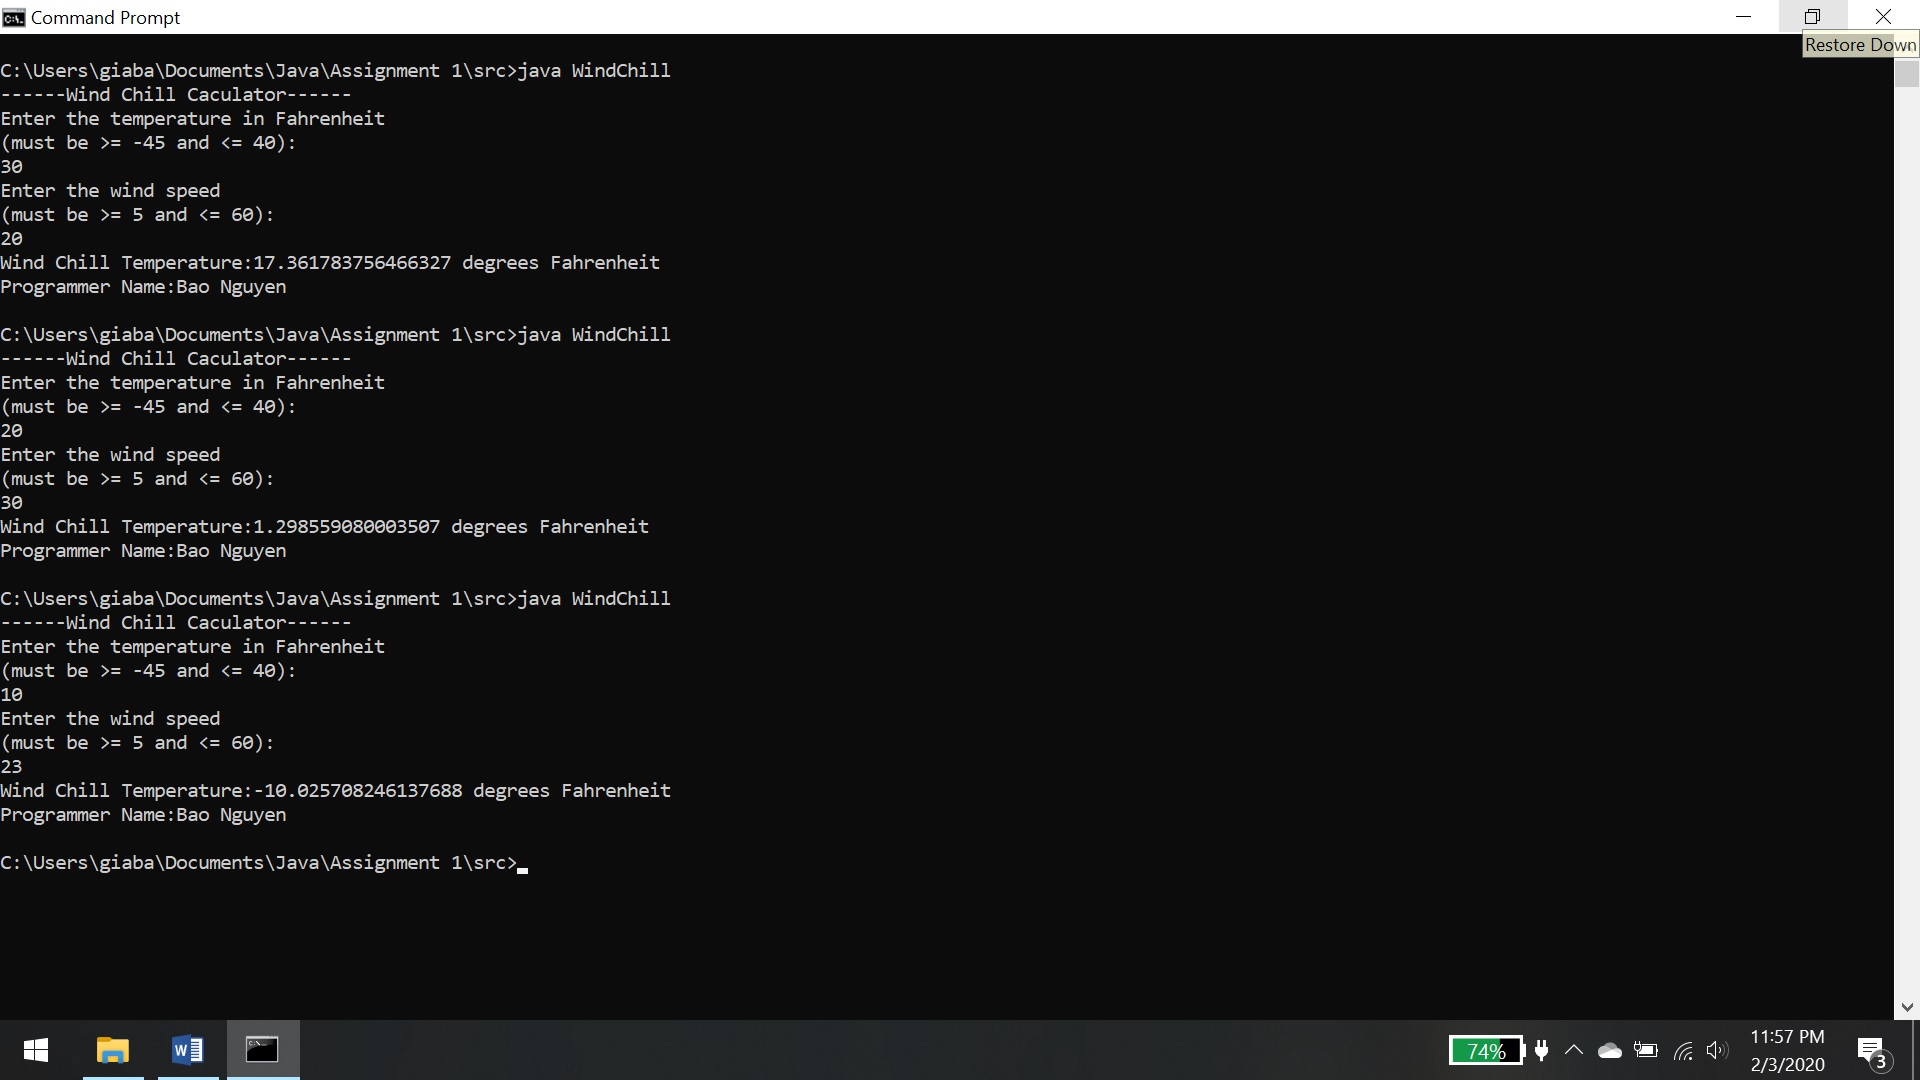 Command Prompt
Restore Down
C:\Users\giaba\Documents\Java\Assignment 1\src>java WindChill
------Wind Chill Caculator------
Enter the temperature in Fahrenheit
(must be >= -45 and <= 40):
30
Enter the wind speed
(must be >= 5 and <= 60):
20
Wind Chill Temperature:17.361783756466327 degrees Fahrenheit
Programmer Name:Bao Nguyen
C:\Users\giaba\Documents\Java\Assignment 1\src>java WindChill
------Wind Chill Caculator------
Enter the temperature in Fahrenheit
(must be >= -45 and <= 40):
20
Enter the wind speed
(must be >= 5 and <= 60):
30
Wind Chill Temperature:1.298559080003507 degrees Fahrenheit
Programmer Name:Bao Nguyen
C:\Users\giaba\Documents\Java\Assignment 1\src>java WindChill
------Wind Chill Caculator------
Enter the temperature in Fahrenheit
(must be >= -45 and <= 40):
10
Enter the wind speed
(must be >= 5 and <= 60):
23
Wind Chill Temperature:-10.025708246137688 degrees Fahrenheit
Programmer Name:Bao Nguyen
C:\Users\giaba\Documents\Java\Assignment 1\src>
74%
11:57 PM
2/3/2020
3